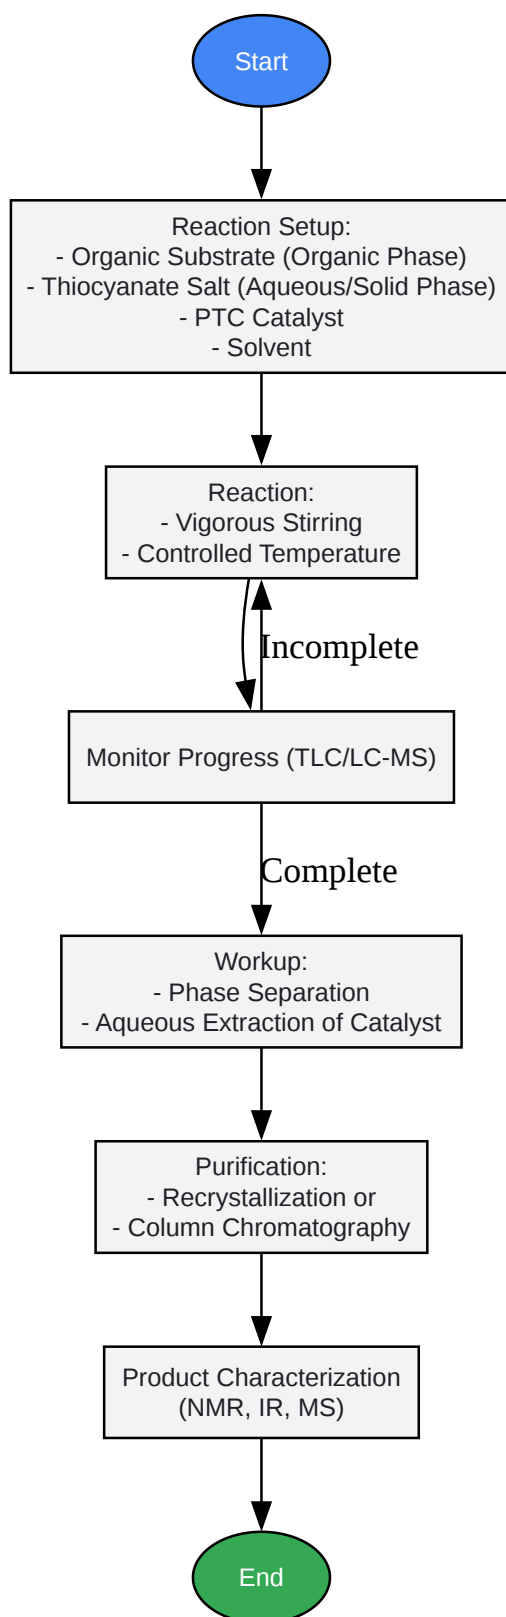 Start
Reaction Setup:
- Organic Substrate (Organic Phase)
- Thiocyanate Salt (Aqueous/Solid Phase)
- PTC Catalyst
- Solvent
Reaction:
- Vigorous Stirring
- Controlled Temperature
Incomplete
Monitor Progress (TLC/LC-MS)
Complete
Workup:
- Phase Separation
- Aqueous Extraction of Catalyst
Purification:
- Recrystallization or
- Column Chromatography
Product Characterization
(NMR, IR, MS)
End